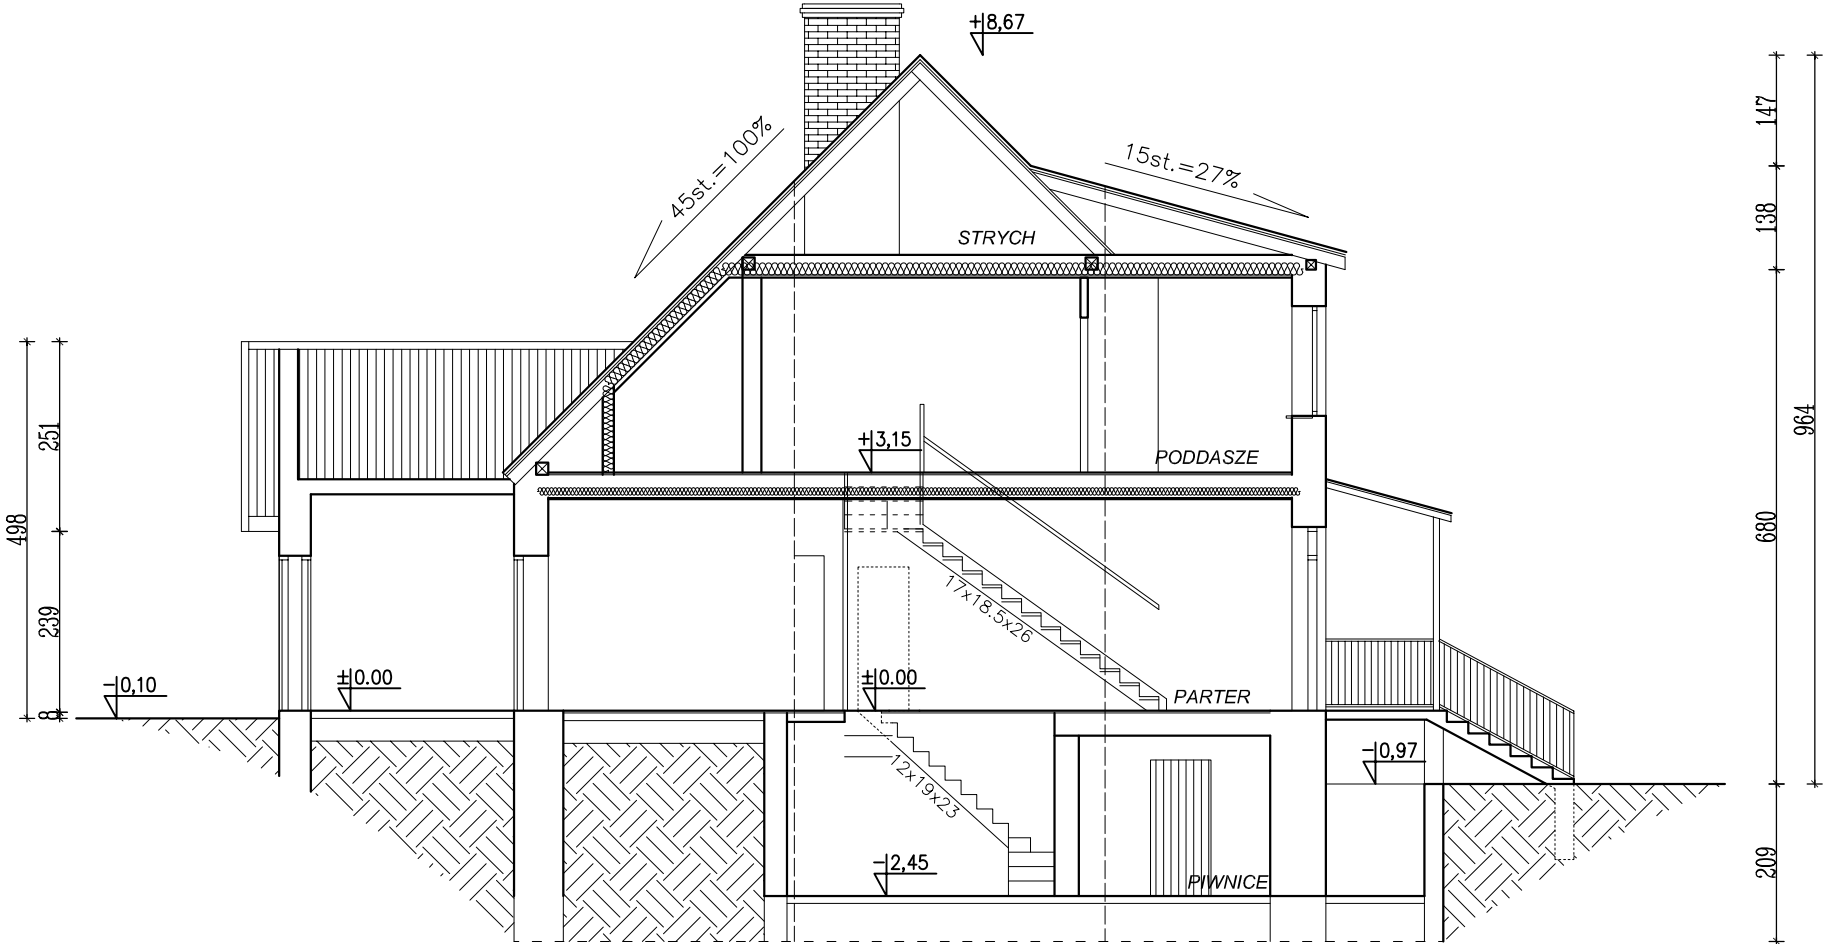 +8,67
147
45st.=100%
15st.=27%
138
STRYCH
964
251
+3,15
PODDASZE
498
680
239
17x18.5x26
-0,10
±0.00
±0.00
PARTER
8
-0,97
12x19x23
-2,45
209
PIWNICE